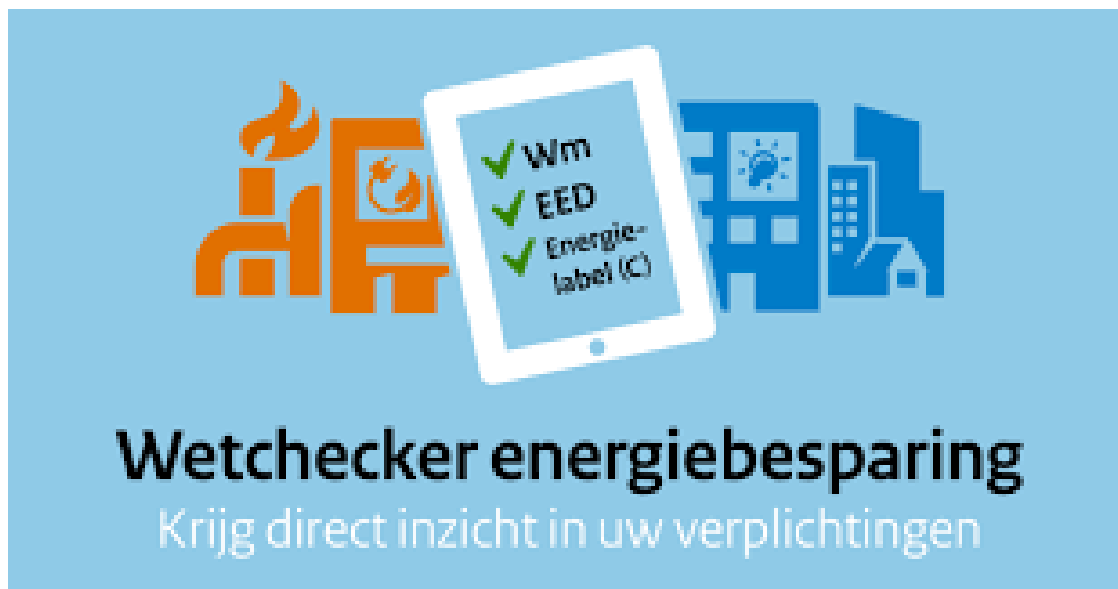 Wm
EED
Energie-
label (C)
Wetchecker energiebesparing
Krijg direct inzicht in uw verplichtingen